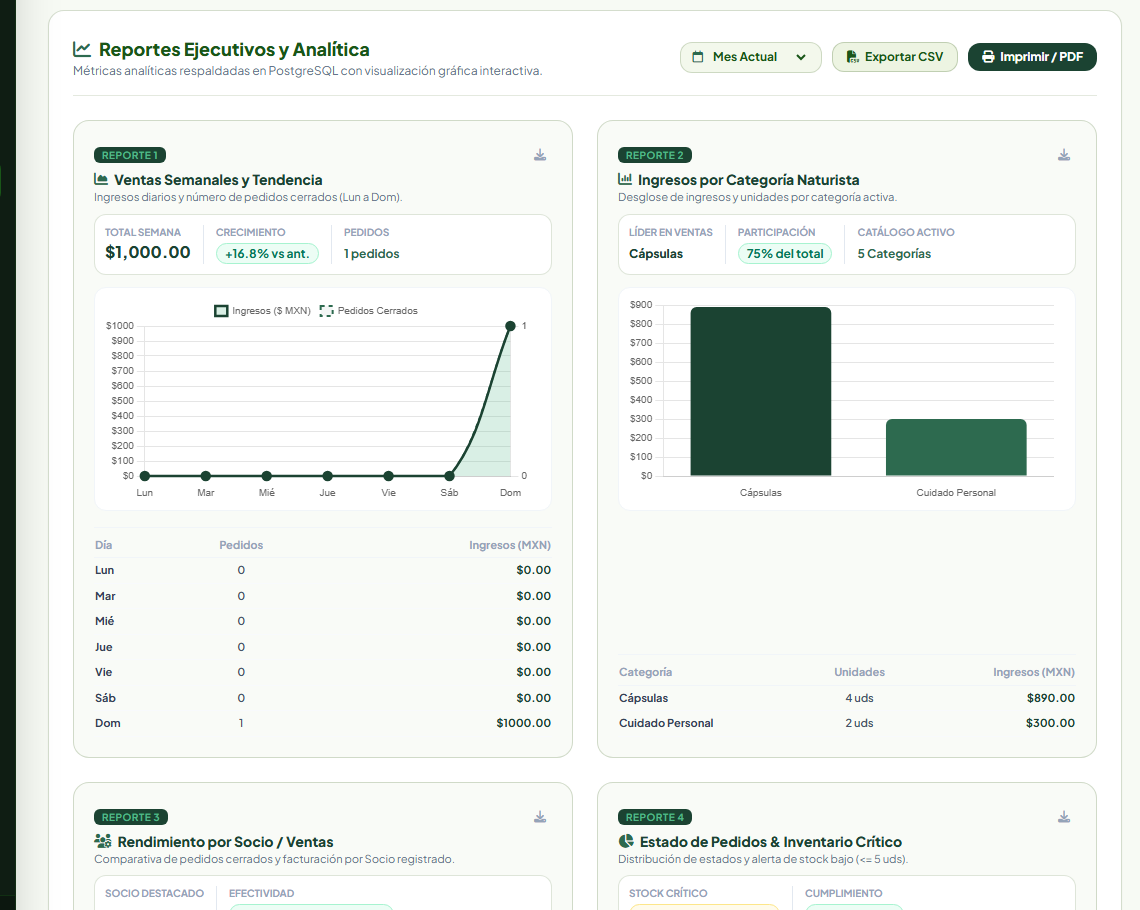 Reportes Ejecutivos y Analítica
Métricas analíticas respaldadas en PostgreSQL con visualización gráfica interactiva.
Mes Actual
Exportar CSV
Imprimir / PDF
REPORTE 1
Ventas Semanales y Tendencia
Ingresos diarios y número de pedidos cerrados (Lun a Dom).
TOTAL SEMANA CRECIMIENTO PEDIDOS
$1,000.00 +16.8% vs ant. 1 pedidos
Ingresos ($ MXN) Pedidos Cerrados
$1000 1
$900
$800
$700
$600
$500
$400
$300
$200
$100
$0 0
Lun Mar Mié Jue Vie Sáb Dom
Día Pedidos Ingresos (MXN)
Lun 0 $0.00
Mar 0 $0.00
Mié 0 $0.00
Jue 0 $0.00
Vie 0 $0.00
Sáb 0 $0.00
Dom 1 $1000.00
REPORTE 2
Ingresos por Categoría Naturista
Desglose de ingresos y unidades por categoría activa.
LÍDER EN VENTAS PARTICIPACIÓN CATÁLOGO ACTIVO
Cápsulas 75% del total 5 Categorías
$900
$800
$700
$600
$500
$400
$300
$200
$100
$0
Cápsulas Cuidado Personal
Categoría Unidades Ingresos (MXN)
Cápsulas 4 uds $890.00
Cuidado Personal 2 uds $300.00
REPORTE 3
Rendimiento por Socio / Ventas
Comparativa de pedidos cerrados y facturación por Socio registrado.
SOCIO DESTACADO EFECTIVIDAD
REPORTE 4
Estado de Pedidos & Inventario Crítico
Distribución de estados y alerta de stock bajo (<= 5 uds).
STOCK CRÍTICO CUMPLIMIENTO